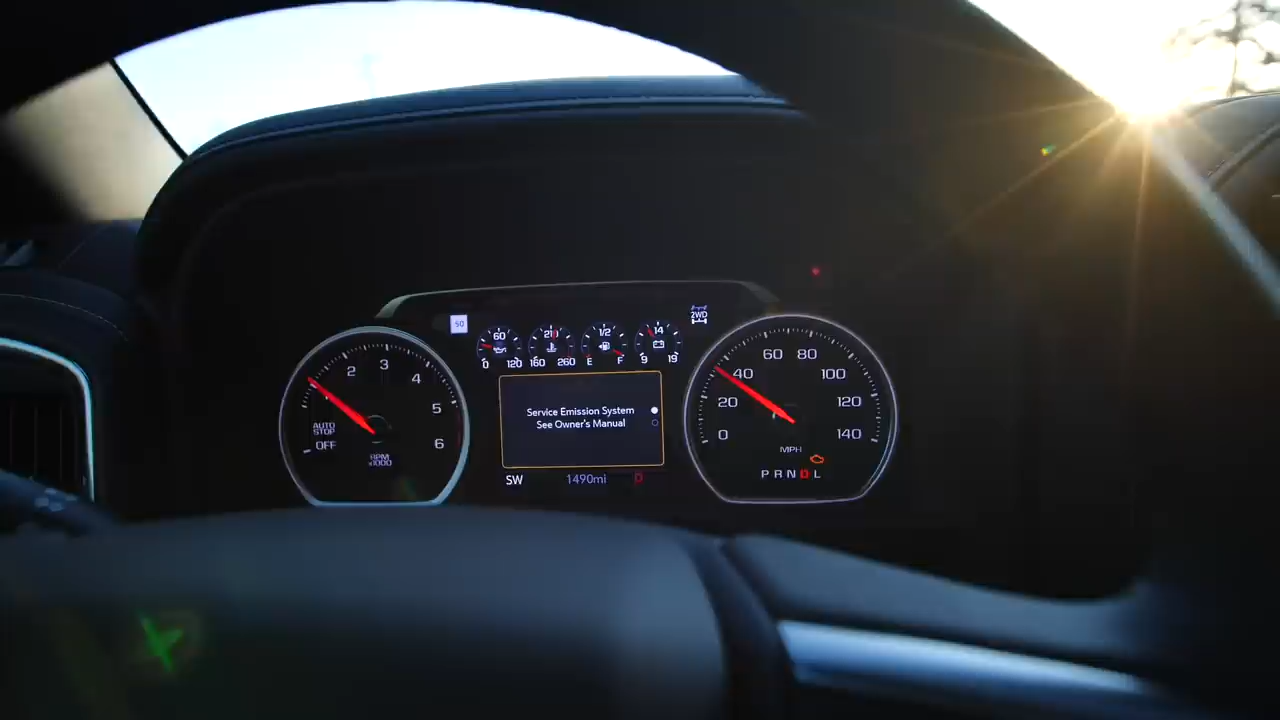 50
2WD
60
0 120
210
160 260
1/2
E F
14
9 19
1 2 3 4 5 6
AUTO
STOP
OFF
RPM
x1000
Service Emission System
See Owner's Manual
SW 1490mi D
0 20 40 60 80 100 120 140
MPH
P R N D L